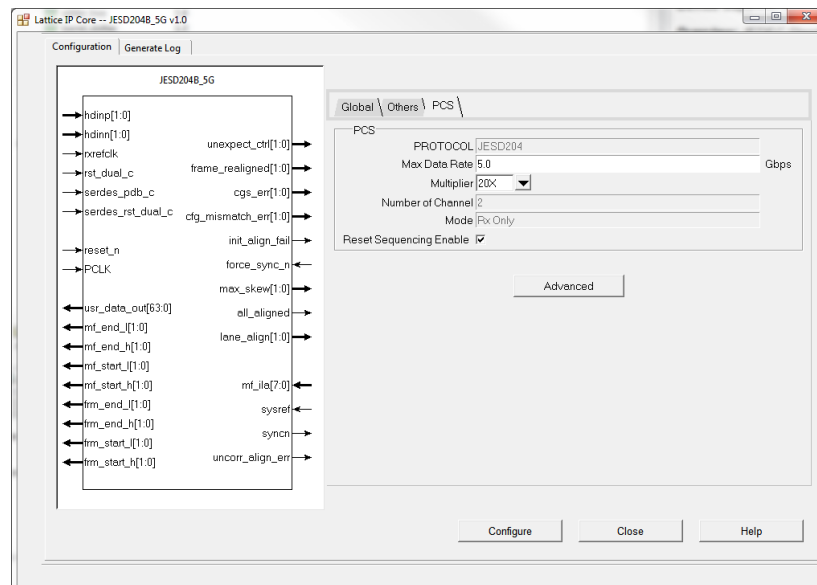 Lattice IP Core -- JESD204B_5G v1.0
Configuration
Generate Log
JESD204B_5G
hdinp[1:0]
hdinn[1:0]
rxrefclk
rst_dual_c
serdes_pdb_c
serdes_rst_dual_c
reset_n
PCLK
usr_data_out[63:0]
mf_end_l[1:0]
mf_end_h[1:0]
mf_start_l[1:0]
mf_start_h[1:0]
frm_end_l[1:0]
frm_end_h[1:0]
frm_start_l[1:0]
frm_start_h[1:0]
unexpect_ctrl[1:0]
frame_realigned[1:0]
cgs_err[1:0]
cfg_mismatch_err[1:0]
init_align_fail
force_sync_n
max_skew[1:0]
all_aligned
lane_align[1:0]
mf_ila[7:0]
sysref
syncn
uncorr_align_err
Global \ Others \ PCS \
PCS
PROTOCOL JESD204
Max Data Rate 5.0 Gbps
Multiplier 20X
Number of Channel 2
Mode Rx Only
Reset Sequencing Enable
Advanced
Configure
Close
Help